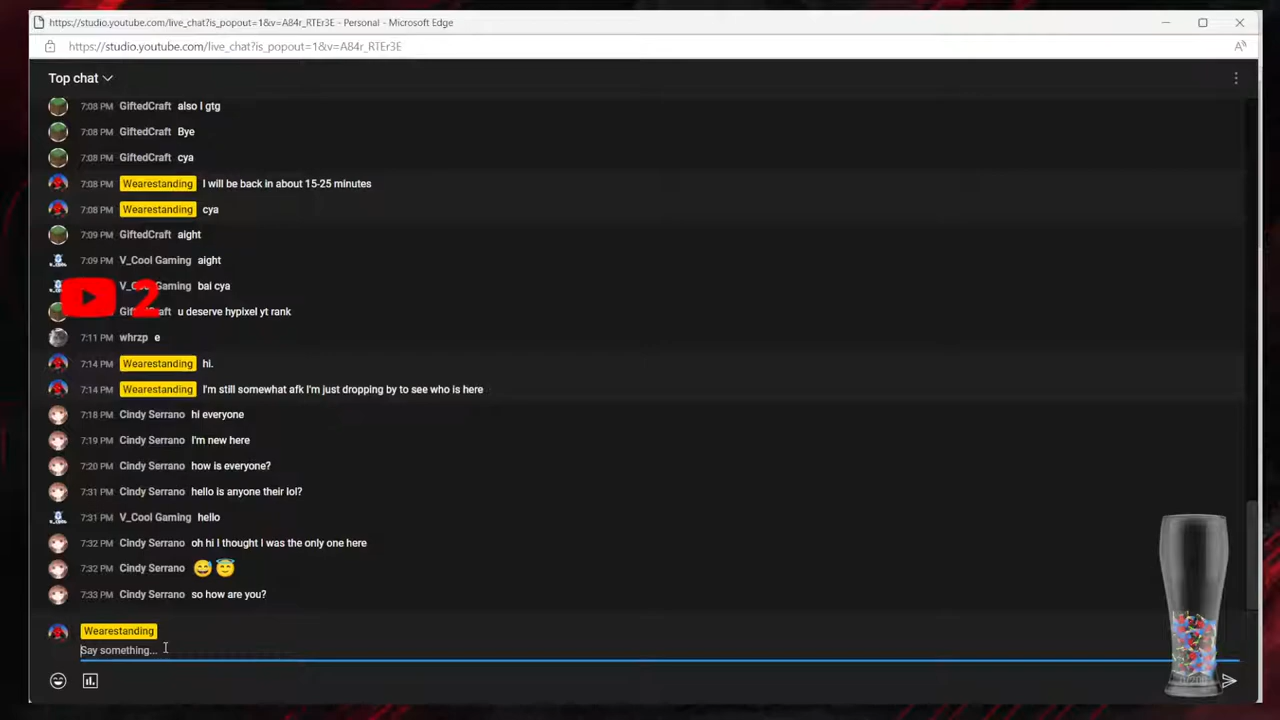 https://studio.youtube.com/live_chat?is_popout=1&v=A84r_RTEr3E - Personal - Microsoft Edge
https://studio.youtube.com/live_chat?is_popout=1&v=A84r_RTEr3E
Top chat
7:08 PM GiftedCraft also I gtg
7:08 PM GiftedCraft Bye
7:08 PM GiftedCraft cya
7:08 PM Wearestanding I will be back in about 15-25 minutes
7:08 PM Wearestanding cya
7:09 PM GiftedCraft aight
7:09 PM V_Cool Gaming aight
V_Cool Gaming bai cya
2
GiftedCraft u deserve hypixel yt rank
7:11 PM whrzp e
7:14 PM Wearestanding hi.
7:14 PM Wearestanding I'm still somewhat afk I'm just dropping by to see who is here
7:18 PM Cindy Serrano hi everyone
7:19 PM Cindy Serrano I'm new here
7:20 PM Cindy Serrano how is everyone?
7:31 PM Cindy Serrano hello is anyone their lol?
7:31 PM V_Cool Gaming hello
7:32 PM Cindy Serrano oh hi I thought I was the only one here
7:32 PM Cindy Serrano 😅 😇
7:33 PM Cindy Serrano so how are you?
Wearestanding
Say something...